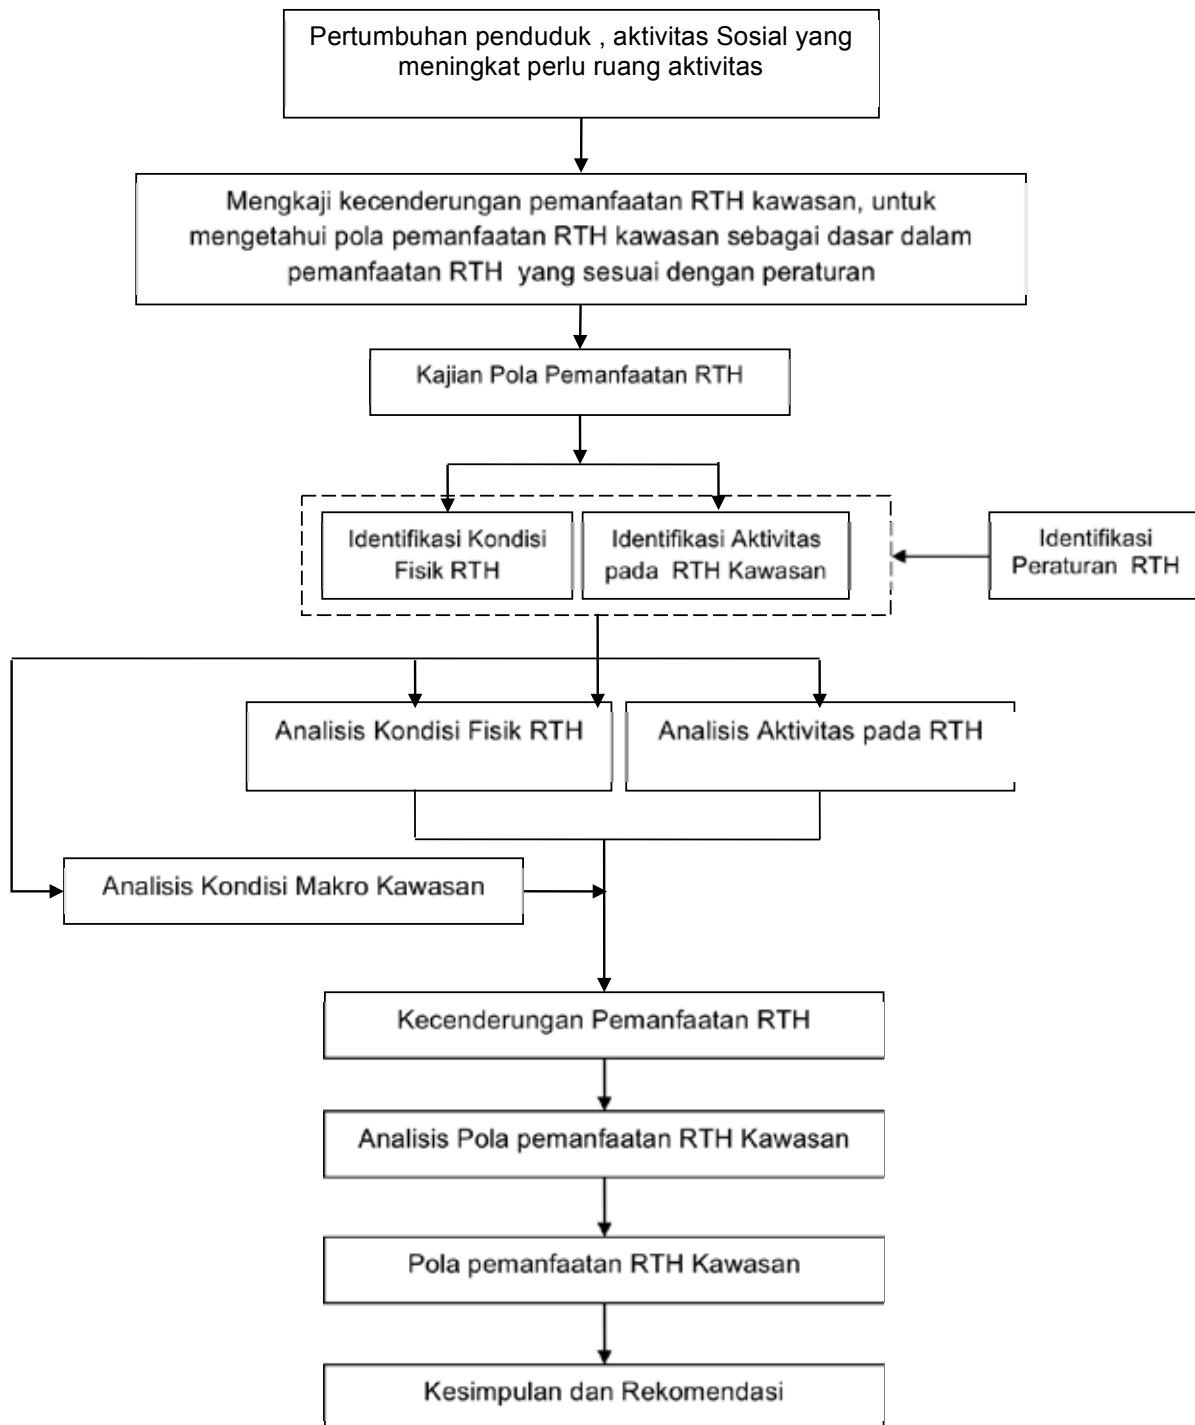 Pertumbuhan penduduk , aktivitas Sosial yang
meningkat perlu ruang aktivitas
Mengkaji kecenderungan pemanfaatan RTH kawasan, untuk
mengetahui pola pemanfaatan RTH kawasan sebagai dasar dalam
pemanfaatan RTH yang sesuai dengan peraturan
Kajian Pola Pemanfaatan RTH
Identifikasi Kondisi
Fisik RTH
Identifikasi Aktivitas
pada RTH Kawasan
Identifikasi
Peraturan RTH
Analisis Kondisi Fisik RTH
Analisis Aktivitas pada RTH
Analisis Kondisi Makro Kawasan
Kecenderungan Pemanfaatan RTH
Analisis Pola pemanfaatan RTH Kawasan
Pola pemanfaatan RTH Kawasan
Kesimpulan dan Rekomendasi